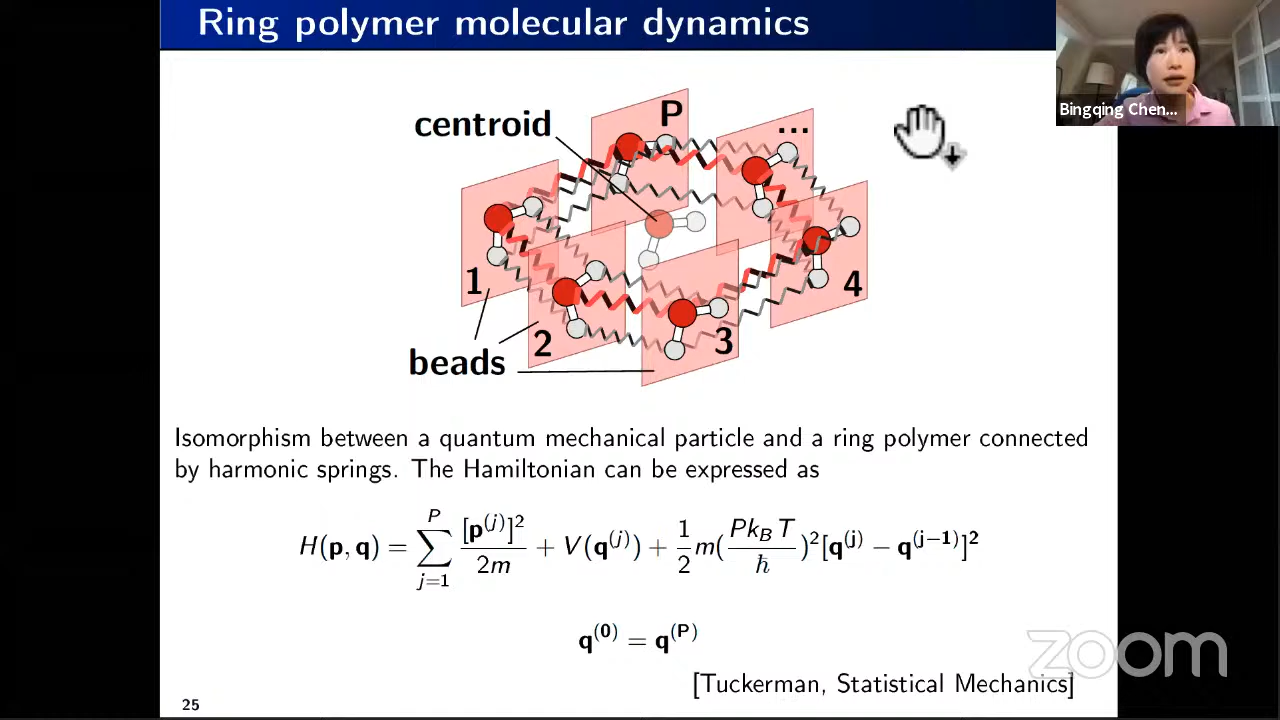 Ring polymer molecular dynamics
Bingqing Chen...
centroid
P
...
1
2
3
4
beads
Isomorphism between a quantum mechanical particle and a ring polymer connected
by harmonic springs. The Hamiltonian can be expressed as
H(p, q) = ∑_{j=1}^{P} [p^{(j)}]^2 / 2m + V(q^{(j)}) + 1/2 m(Pk_B T / ħ)^2 [q^{(j)} − q^{(j−1)}]^2
q^{(0)} = q^{(P)}
[Tuckerman, Statistical Mechanics]
zoom
25